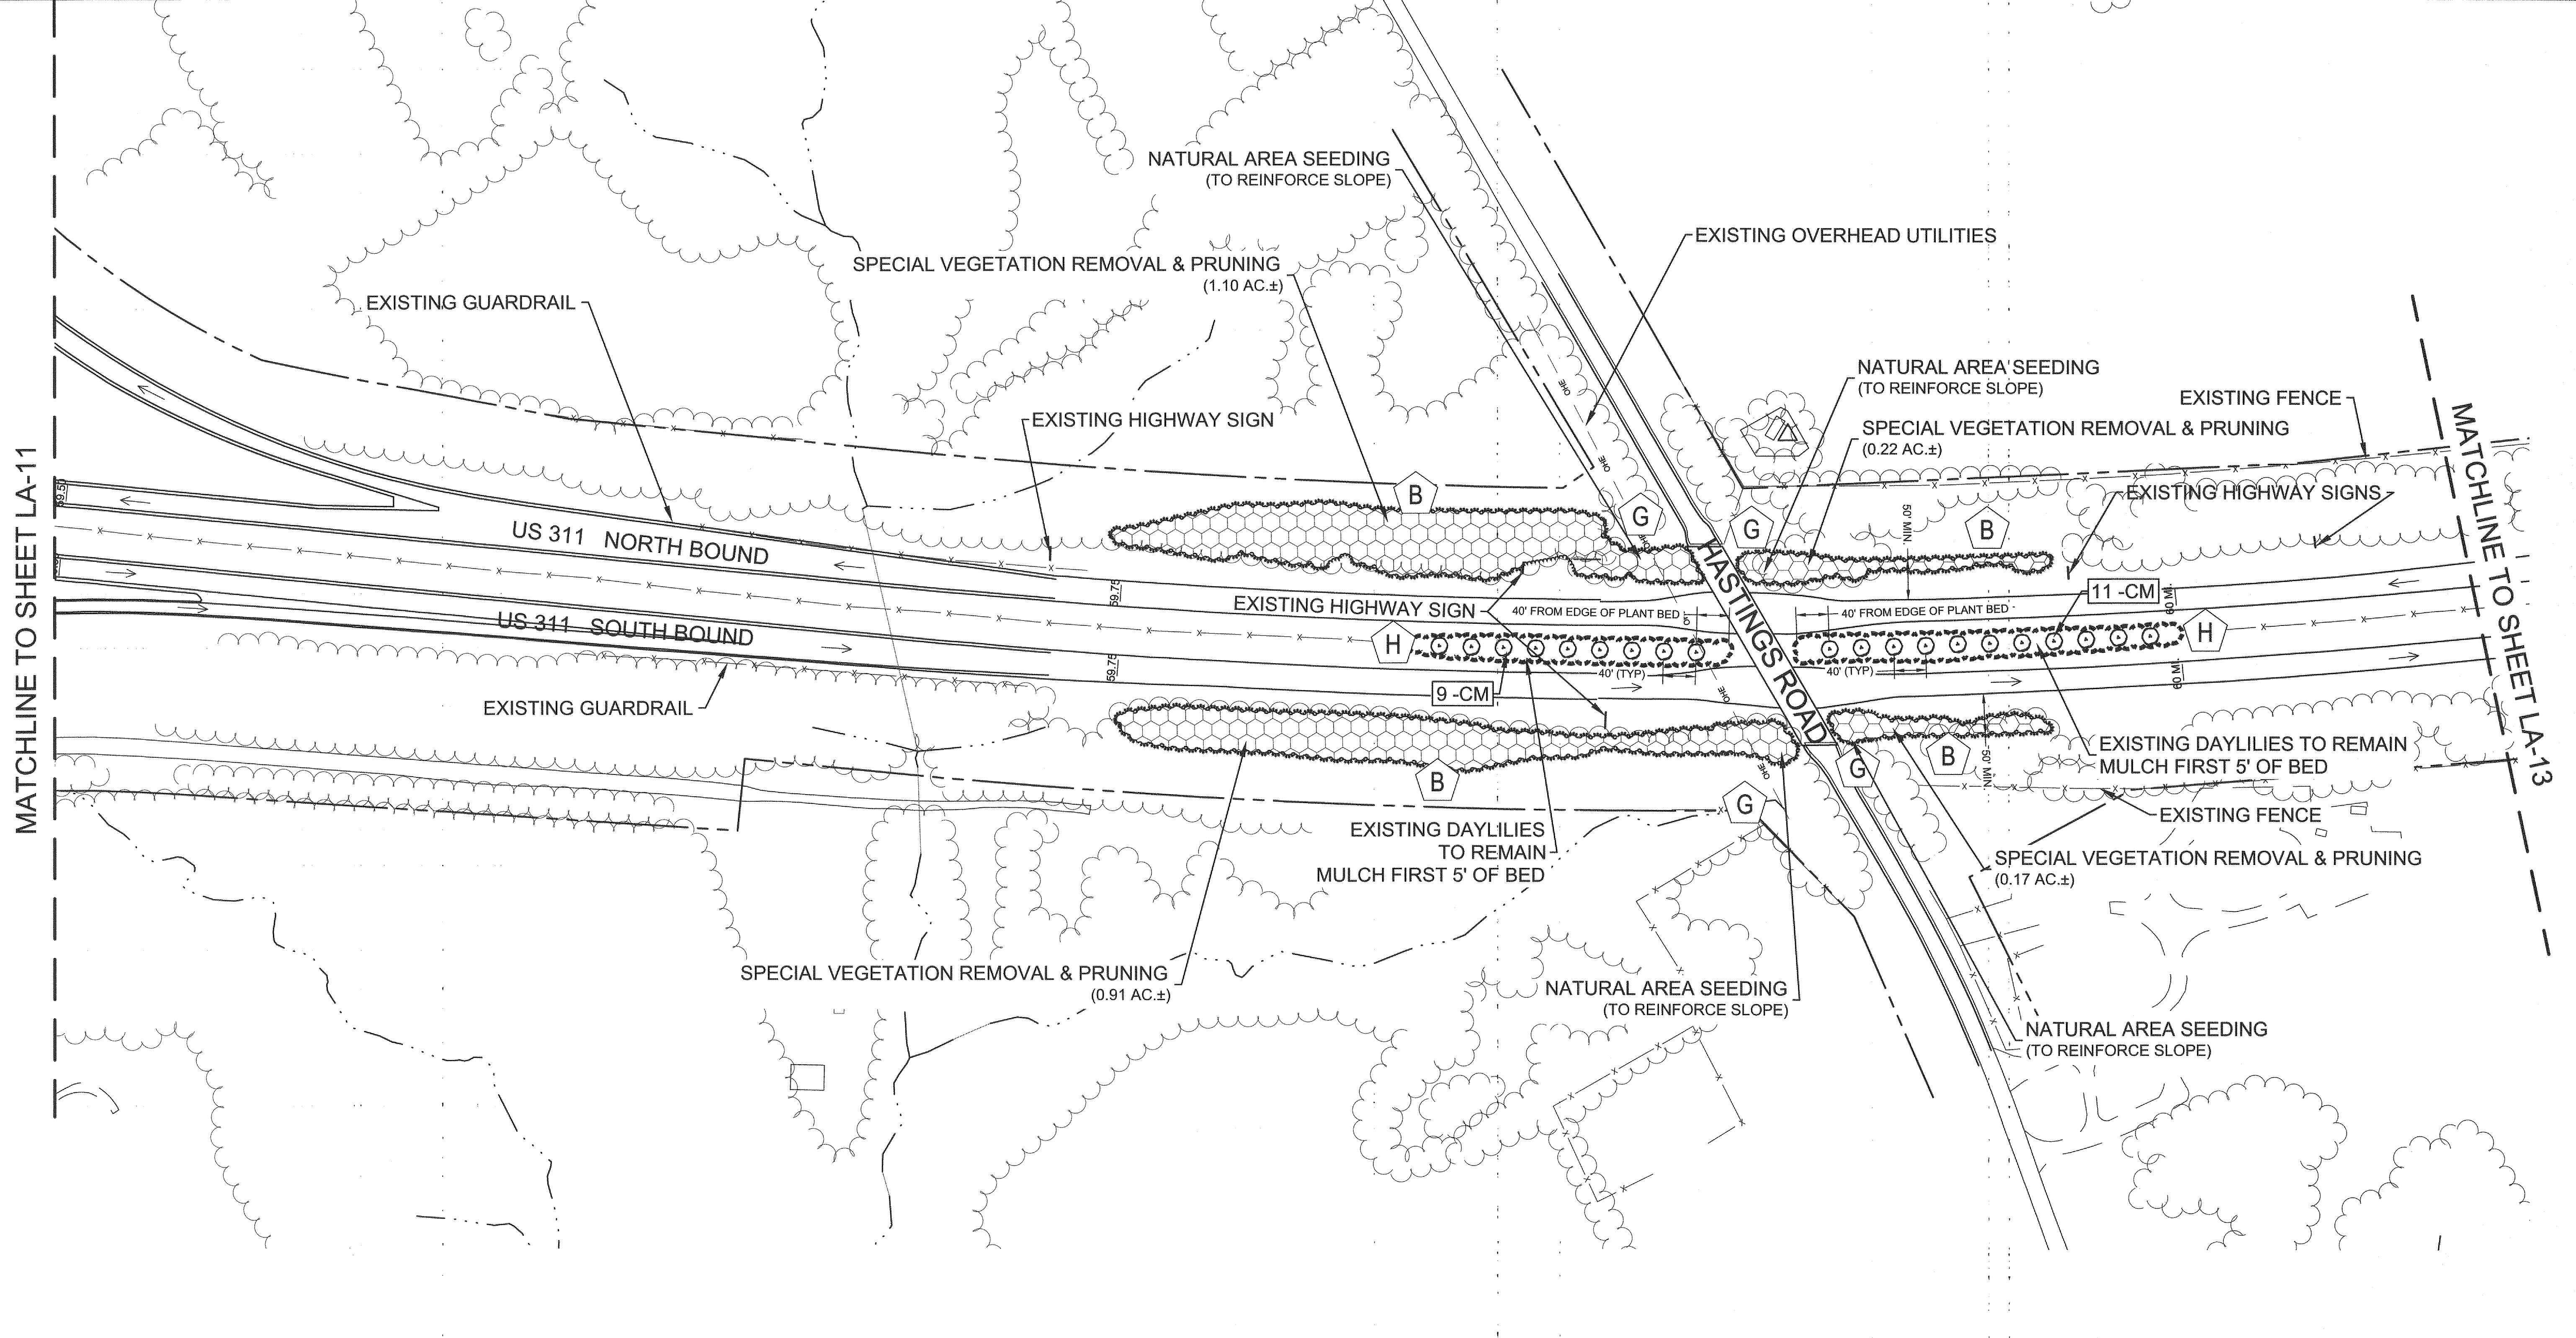 NATURAL AREA SEEDING
(TO REINFORCE SLOPE)
EXISTING OVERHEAD UTILITIES
SPECIAL VEGETATION REMOVAL & PRUNING
(1.10 AC.±)
EXISTING GUARDRAIL
NATURAL AREA SEEDING
(TO REINFORCE SLOPE)
EXISTING FENCE
OHE
EXISTING HIGHWAY SIGN
SPECIAL VEGETATION REMOVAL & PRUNING
(0.22 AC.±)
OHE
MATCHLINE TO SHEET LA-11
MATCHLINE TO SHEET LA-13
59.50
B
EXISTING HIGHWAY SIGNS
G
G
50' MIN.
B
US 311 NORTH BOUND
HASTINGS ROAD
59.75
11 -CM
60 MI.
EXISTING HIGHWAY SIGN
40' FROM EDGE OF PLANT BED
40' FROM EDGE OF PLANT BED
US 311 SOUTH BOUND
H
H
59.75
40' (TYP)
40' (TYP)
60 MI.
9 -CM
OHE
EXISTING GUARDRAIL
EXISTING DAYLILIES TO REMAIN
MULCH FIRST 5' OF BED
B
G
B
50' MIN.
OHE
G
EXISTING FENCE
EXISTING DAYLILIES
TO REMAIN
MULCH FIRST 5' OF BED
SPECIAL VEGETATION REMOVAL & PRUNING
(0.17 AC.±)
SPECIAL VEGETATION REMOVAL & PRUNING
(0.91 AC.±)
NATURAL AREA SEEDING
(TO REINFORCE SLOPE)
NATURAL AREA SEEDING
(TO REINFORCE SLOPE)